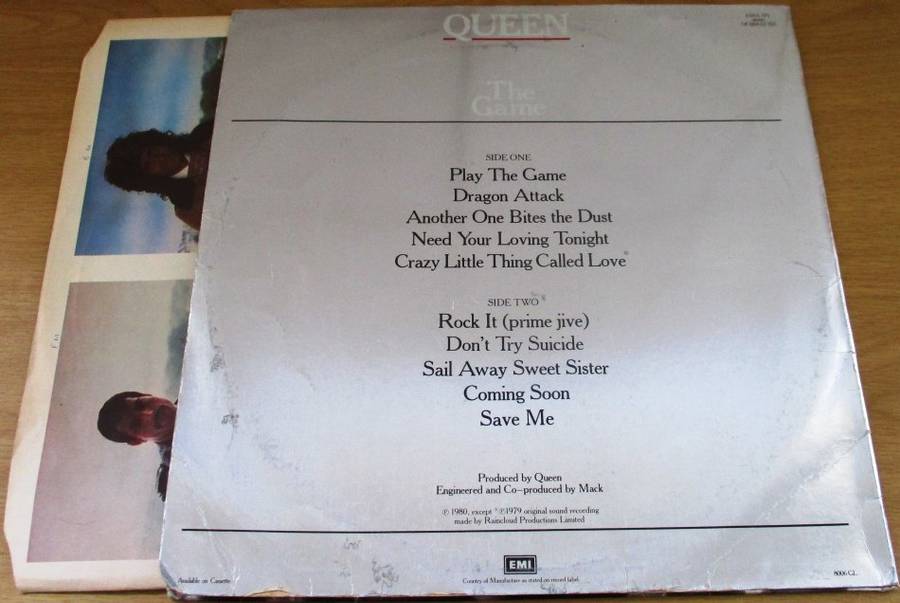 QUEEN
The
Game
SIDE ONE
Play The Game
Dragon Attack
Another One Bites the Dust
Need Your Loving Tonight
Crazy Little Thing Called Love*
SIDE TWO
Rock It (prime jive)
Don't Try Suicide
Sail Away Sweet Sister
Coming Soon
Save Me
Produced by Queen
Engineered and Co-produced by Mack
℗ 1980, except *℗1979 original sound recording
made by Raincloud Productions Limited
EMI
Available on Cassette
Country of Manufacture as stated on record label